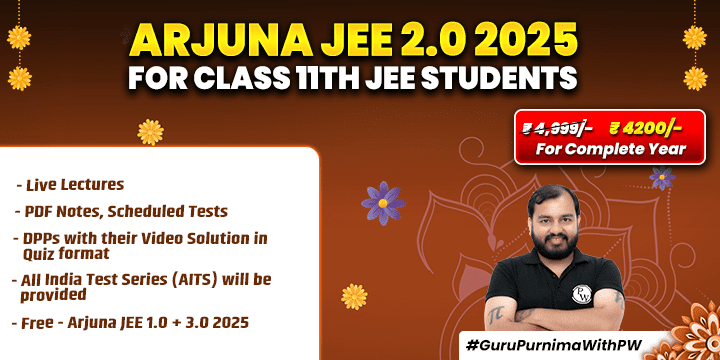 ARJUNA JEE 2.0 2025
FOR CLASS 11TH JEE STUDENTS
₹ 4,999/- ₹ 4200/-
For Complete Year
- Live Lectures
- PDF Notes, Scheduled Tests
- DPPs with their Video Solution in
Quiz format
- All India Test Series (AITS) will be
provided
- Free - Arjuna JEE 1.0 + 3.0 2025
PW
#GuruPurnimaWithPW